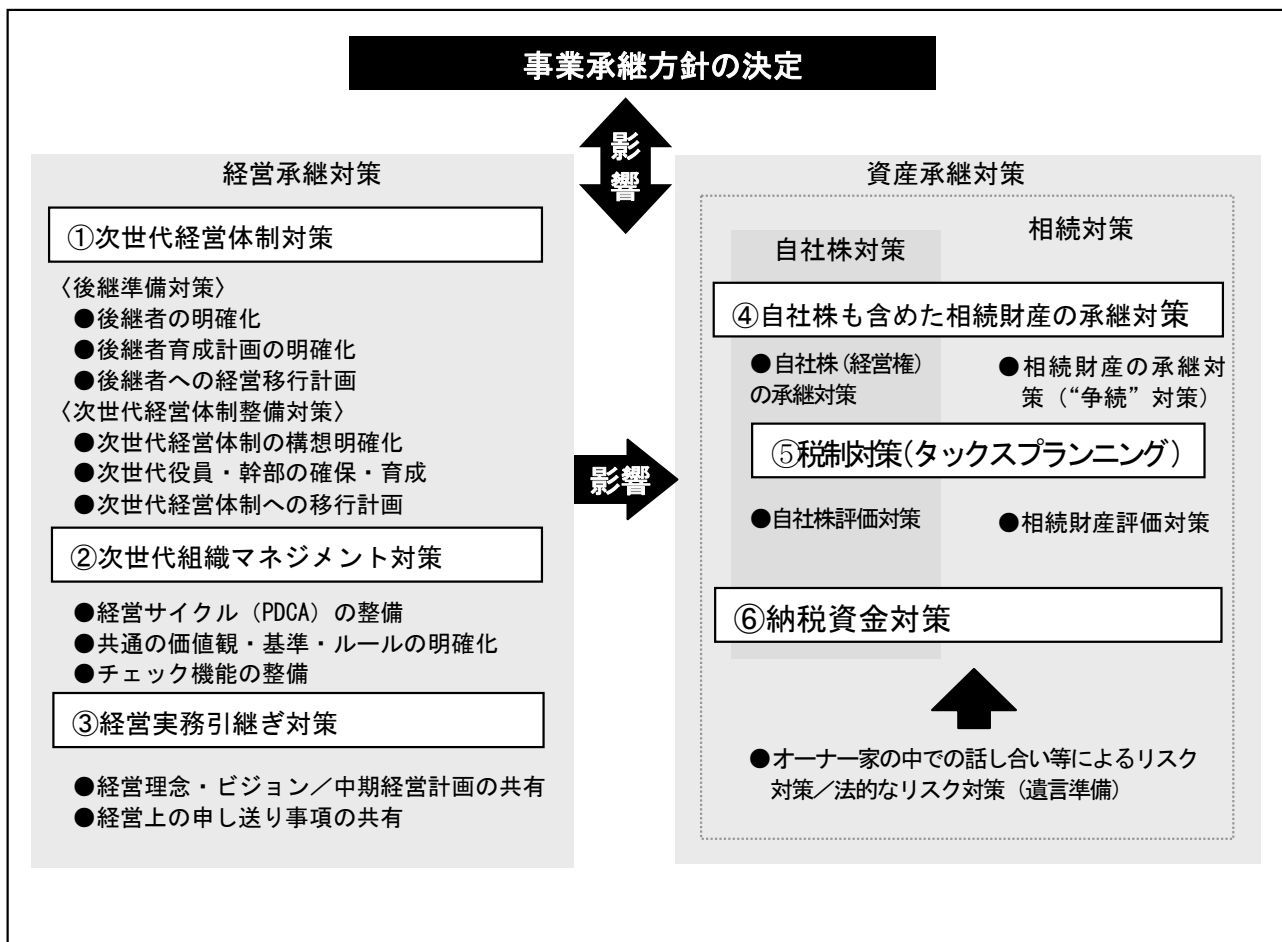 事業承継方針の決定
影
響
経営承継対策
①次世代経営体制対策
〈後継準備対策〉
●後継者の明確化
●後継者育成計画の明確化
●後継者への経営移行計画
〈次世代経営体制整備対策〉
●次世代経営体制の構想明確化
●次世代役員・幹部の確保・育成
●次世代経営体制への移行計画
②次世代組織マネジメント対策
●経営サイクル（PDCA）の整備
●共通の価値観・基準・ルールの明確化
●チェック機能の整備
③経営実務引継ぎ対策
●経営理念・ビジョン／中期経営計画の共有
●経営上の申し送り事項の共有
影響
資産承継対策
自社株対策
相続対策
④自社株も含めた相続財産の承継対策
●自社株（経営権）
の承継対策
●相続財産の承継対
策（“争続”対策）
⑤税制対策（タックスプランニング）
●自社株評価対策
●相続財産評価対策
⑥納税資金対策
●オーナー家の中での話し合い等によるリスク
対策／法的なリスク対策（遺言準備）